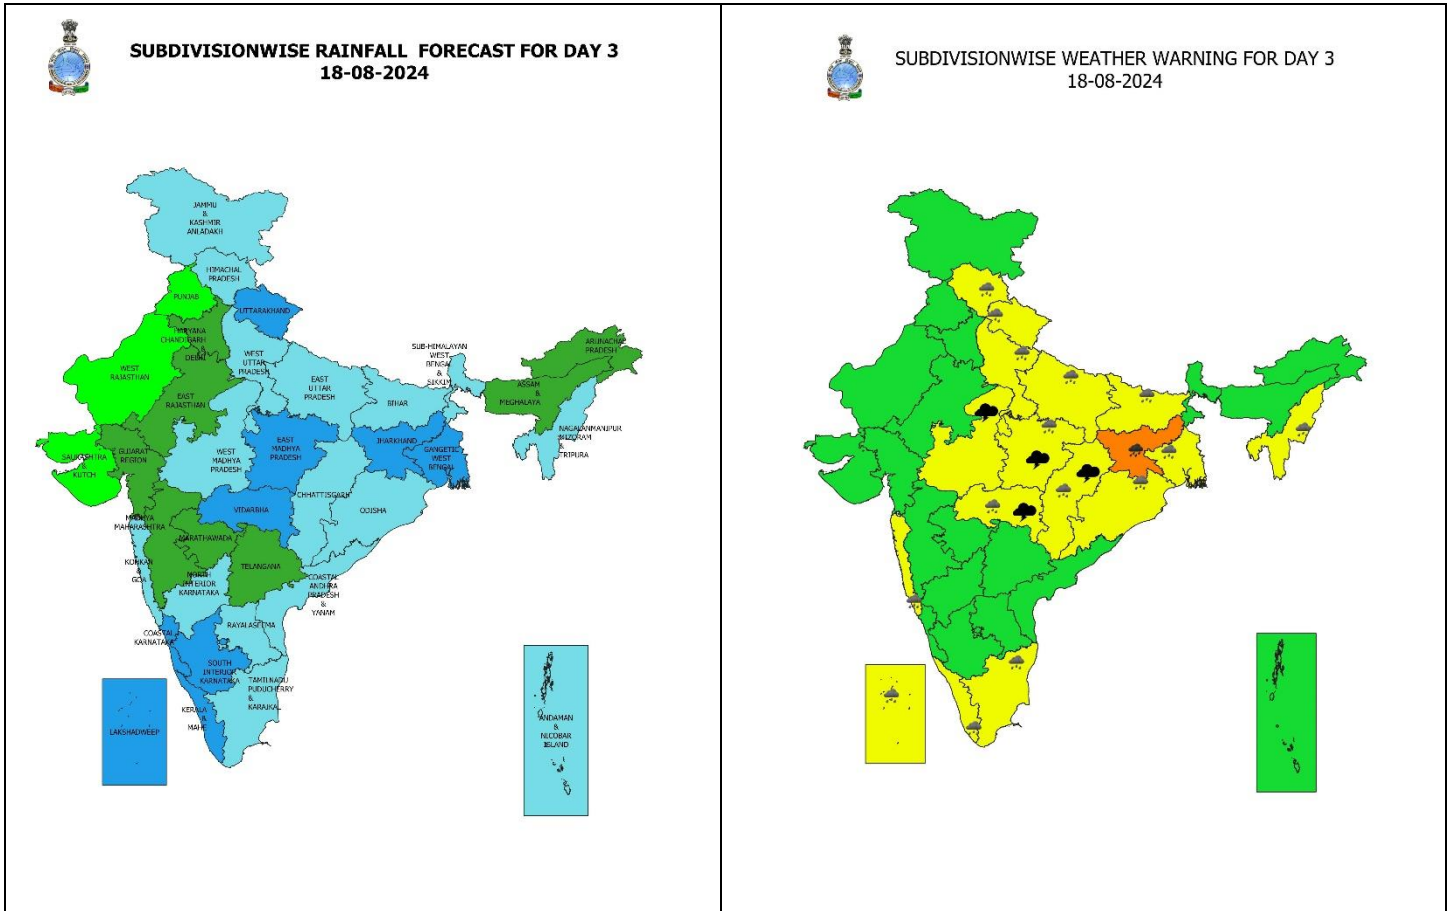 SUBDIVISIONWISE RAINFALL FORECAST FOR DAY 3
18-08-2024
JAMMU
&
KASHMIR
ANLADAKH
HIMACHAL
PRADESH
PUNJAB
UTTARAKHAND
HARYANA
CHANDIGARH
&
DELHI
WEST
RAJASTHAN
WEST
UTTAR
PRADESH
SUB-HIMALAYAN
WEST
BENGAL
&
SIKKIM
ARUNACHAL
PRADESH
EAST
UTTAR
PRADESH
ASSAM
&
MEGHALAYA
EAST
RAJASTHAN
BIHAR
NAGALANMANIPUR
MIZORAM
&
TRIPURA
SAURASHTRA
&
KUTCH
GUJARAT
REGION
WEST
MADHYA
PRADESH
EAST
MADHYA
PRADESH
JHARKHAND
GANGETIC
WEST
BENGAL
CHHATTISGARH
ODISHA
VIDARBHA
MADHYA
MAHARASHTRA
MARATHAWADA
KONKAN
&
GOA
TELANGANA
NORTH
INTERIOR
KARNATAKA
COASTAL
ANDHRA
PRADESH
&
YANAM
RAYALASEEMA
COASTAL
KARNATAKA
SOUTH
INTERIOR
KARNATAKA
TAMILNADU
PUDUCHERRY
&
KARAIKAL
KERALA
&
MAHE
LAKSHADWEEP
ANDAMAN
&
NICOBAR
ISLAND
SUBDIVISIONWISE WEATHER WARNING FOR DAY 3
18-08-2024